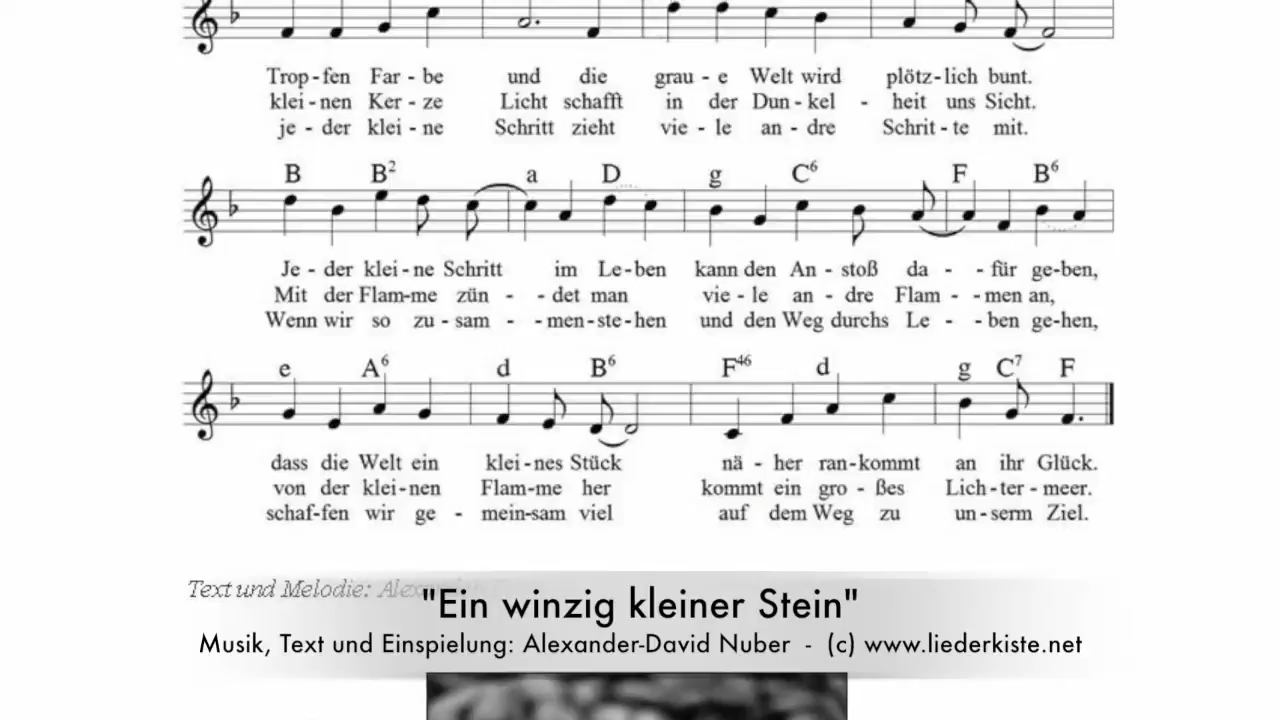 Trop-fen Far-be und die grau-e Welt wird plötz-lich bunt.
klei-nen Ker-ze Licht schafft in der Dun-kel-heit uns Sicht.
je-der klei-ne Schritt zieht vie-le an-dre Schrit-te mit.
B B2 a D g C6 F B6
Je-der klei-ne Schritt im Le-ben kann den An-stoß da--für ge-ben,
Mit der Flam-me zün--det man vie-le an-dre Flam--men an,
Wenn wir so zu-sam--men-ste-hen und den Weg durchs Le--ben ge-hen,
e A6 d B6 F46 d g C7 F
dass die Welt ein klei-nes Stück nä-her ran-kommt an ihr Glück.
von der klei-nen Flam-me her kommt ein gro-ßes Lich-ter-meer.
schaf-fen wir ge-mein-sam viel auf dem Weg zu un-serm Ziel.
Text und Melodie:
"Ein winzig kleiner Stein"
Musik, Text und Einspielung: Alexander-David Nuber - (c) www.liederkiste.net